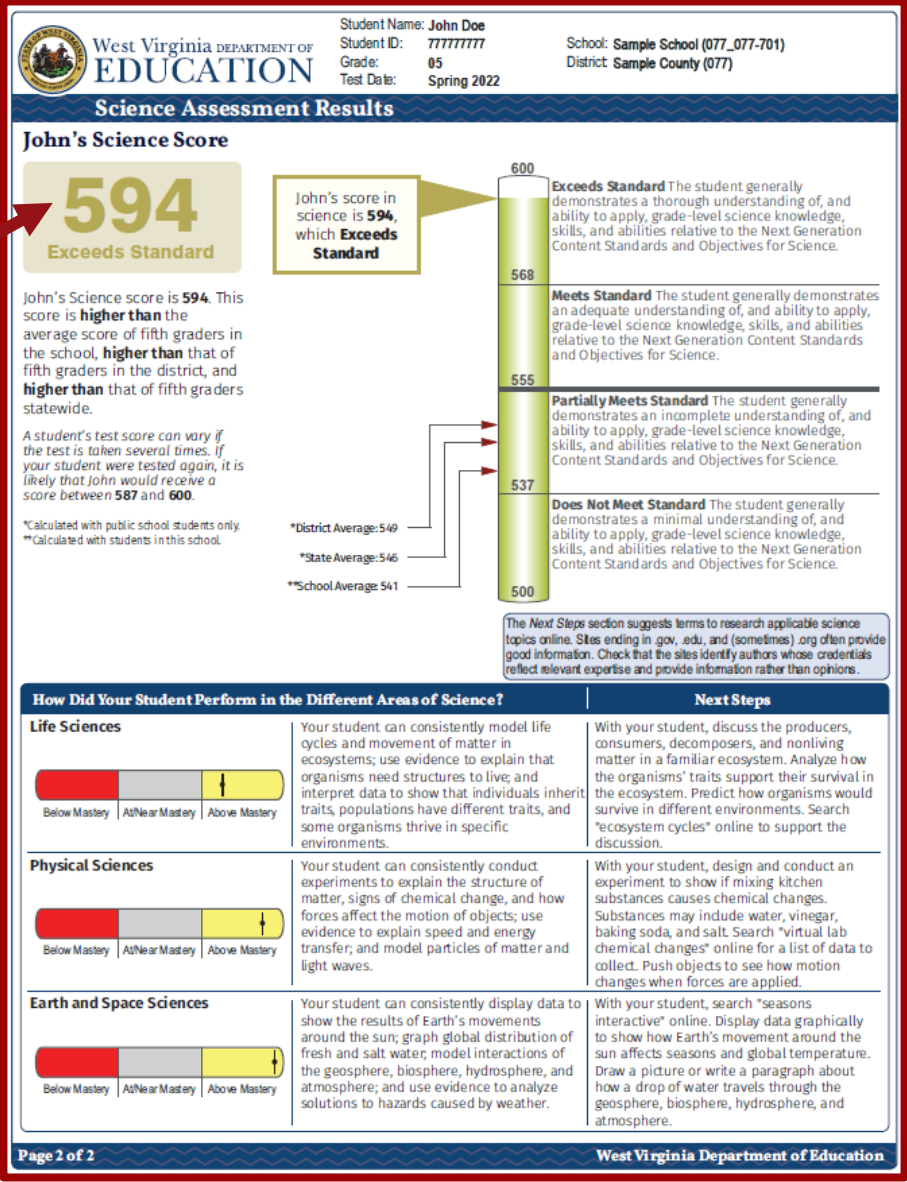 West Virginia DEPARTMENT OF
EDUCATION
Student Name: John Doe
Student ID: 777777777
Grade: 05
Test Date: Spring 2022
School: Sample School (077_077-701)
District: Sample County (077)
Science Assessment Results
John's Science Score
594
Exceeds Standard
John's Science score is 594. This
score is higher than the
average score of fifth graders in
the school, higher than that of
fifth graders in the district, and
higher than that of fifth graders
statewide.
A student's test score can vary if
the test is taken several times. If
your student were tested again, it is
likely that John would receive a
score between 587 and 600.
*Calculated with public school students only.
**Calculated with students in this school.
John's score in
science is 594,
which Exceeds
Standard
*District Average: 549
*State Average: 546
**School Average: 541
600
Exceeds Standard The student generally
demonstrates a thorough understanding of, and
ability to apply, grade-level science knowledge,
skills, and abilities relative to the Next Generation
Content Standards and Objectives for Science.
568
Meets Standard The student generally demonstrates
an adequate understanding of, and ability to apply,
grade-level science knowledge, skills, and abilities
relative to the Next Generation Content Standards
and Objectives for Science.
555
Partially Meets Standard The student generally
demonstrates an incomplete understanding of, and
ability to apply, grade-level science knowledge,
skills, and abilities relative to the Next Generation
Content Standards and Objectives for Science.
537
Does Not Meet Standard The student generally
demonstrates a minimal understanding of, and
ability to apply, grade-level science knowledge,
skills, and abilities relative to the Next Generation
Content Standards and Objectives for Science.
500
The Next Steps section suggests terms to research applicable science
topics online. Sites ending in .gov, .edu, and (sometimes) .org often provide
good information. Check that the sites identify authors whose credentials
reflect relevant expertise and provide information rather than opinions.
How Did Your Student Perform in the Different Areas of Science?
Next Steps
Life Sciences
Below Mastery At/Near Mastery Above Mastery
Your student can consistently model life
cycles and movement of matter in
ecosystems; use evidence to explain that
organisms need structures to live; and
interpret data to show that individuals inherit
traits, populations have different traits, and
some organisms thrive in specific
environments.
With your student, discuss the producers,
consumers, decomposers, and nonliving
matter in a familiar ecosystem. Analyze how
the organisms' traits support their survival in
the ecosystem. Predict how organisms would
survive in different environments. Search
"ecosystem cycles" online to support the
discussion.
Physical Sciences
Below Mastery At/Near Mastery Above Mastery
Your student can consistently conduct
experiments to explain the structure of
matter, signs of chemical change, and how
forces affect the motion of objects; use
evidence to explain speed and energy
transfer; and model particles of matter and
light waves.
With your student, design and conduct an
experiment to show if mixing kitchen
substances causes chemical changes.
Substances may include water, vinegar,
baking soda, and salt. Search "virtual lab
chemical changes" online for a list of data to
collect. Push objects to see how motion
changes when forces are applied.
Earth and Space Sciences
Below Mastery At/Near Mastery Above Mastery
Your student can consistently display data to
show the results of Earth's movements
around the sun; graph global distribution of
fresh and salt water; model interactions of
the geosphere, biosphere, hydrosphere, and
atmosphere; and use evidence to analyze
solutions to hazards caused by weather.
With your student, search "seasons
interactive" online. Display data graphically
to show how Earth's movement around the
sun affects seasons and global temperature.
Draw a picture or write a paragraph about
how a drop of water travels through the
geosphere, biosphere, hydrosphere, and
atmosphere.
Page 2 of 2
West Virginia Department of Education